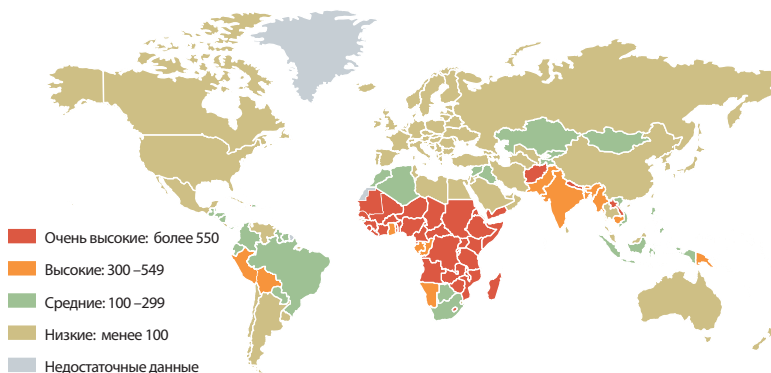 Очень высокие: более 550
Высокие: 300 –549
Средние: 100 –299
Низкие: менее 100
Недостаточные данные